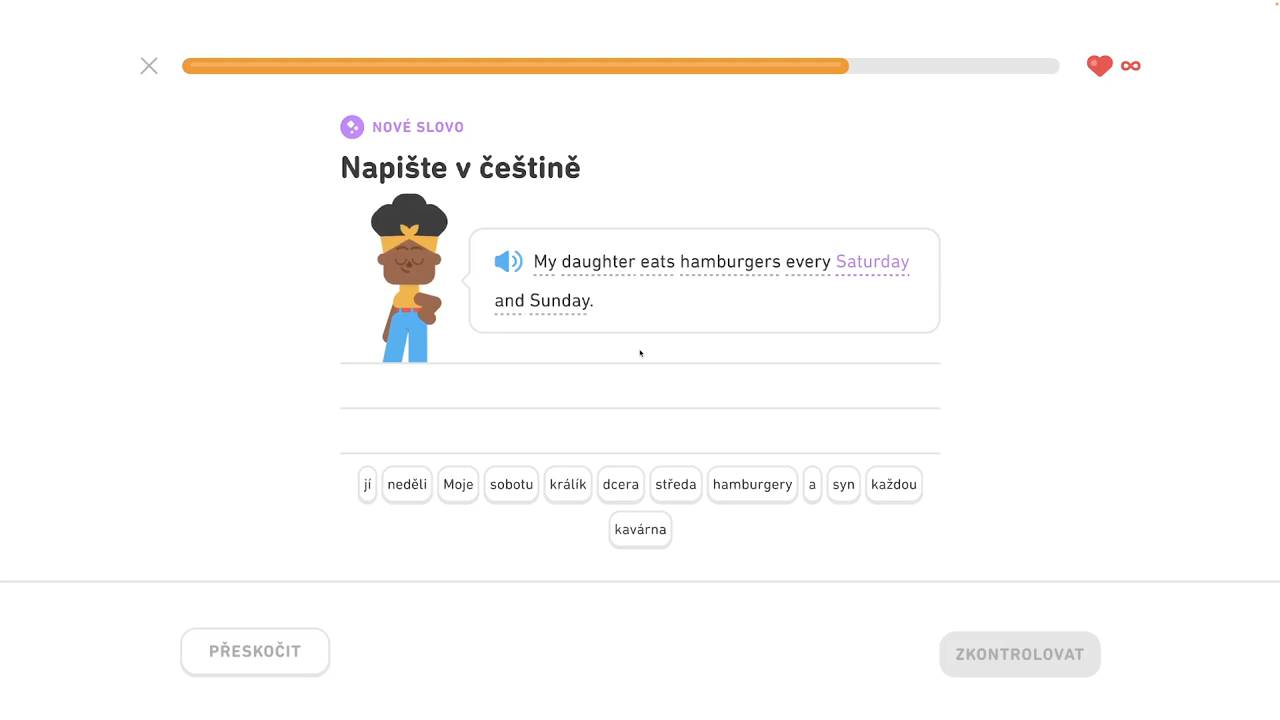 NOVÉ SLOVO
Napište v češtině
My daughter eats hamburgers every Saturday
and Sunday.
jí neděli Moje sobotu králík dcera středa hamburgery a syn každou
kavárna
PŘESKOČIT ZKONTROLOVAT